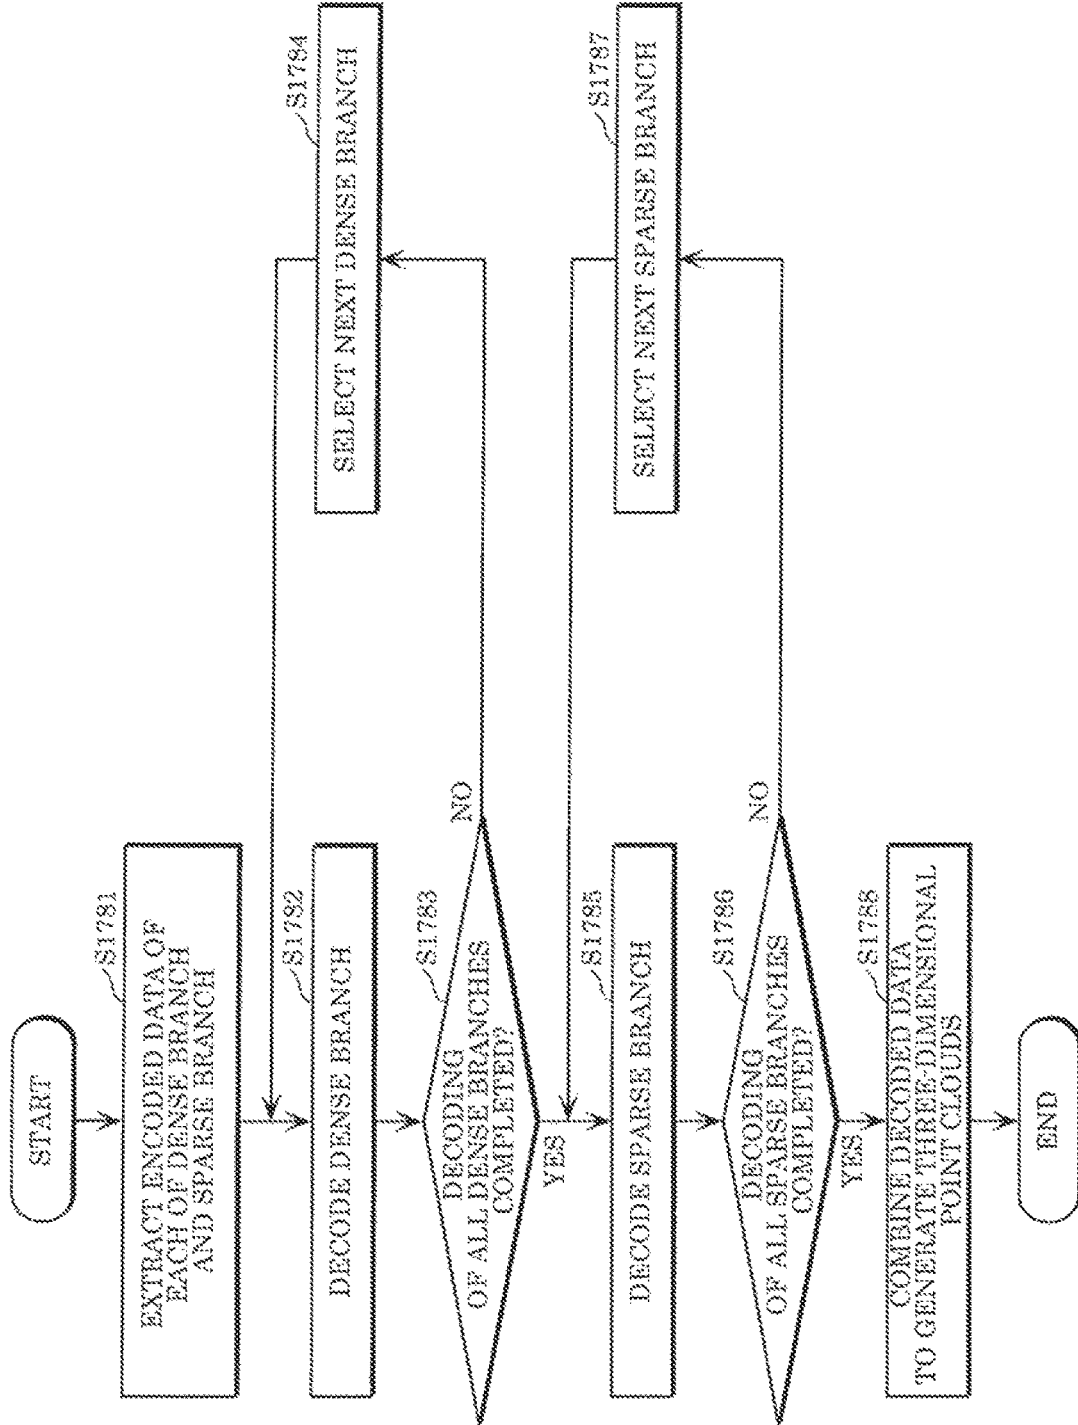 START
S1781
EXTRACT ENCODED DATA OF
EACH OF DENSE BRANCH
AND SPARSE BRANCH
S1782
DECODE DENSE BRANCH
S1783
DECODING
OF ALL DENSE BRANCHES
COMPLETED?
NO
YES
S1784
SELECT NEXT DENSE BRANCH
S1785
DECODE SPARSE BRANCH
S1786
DECODING
OF ALL SPARSE BRANCHES
COMPLETED?
NO
YES
S1787
SELECT NEXT SPARSE BRANCH
S1788
COMBINE DECODED DATA
TO GENERATE THREE-DIMENSIONAL
POINT CLOUDS
END